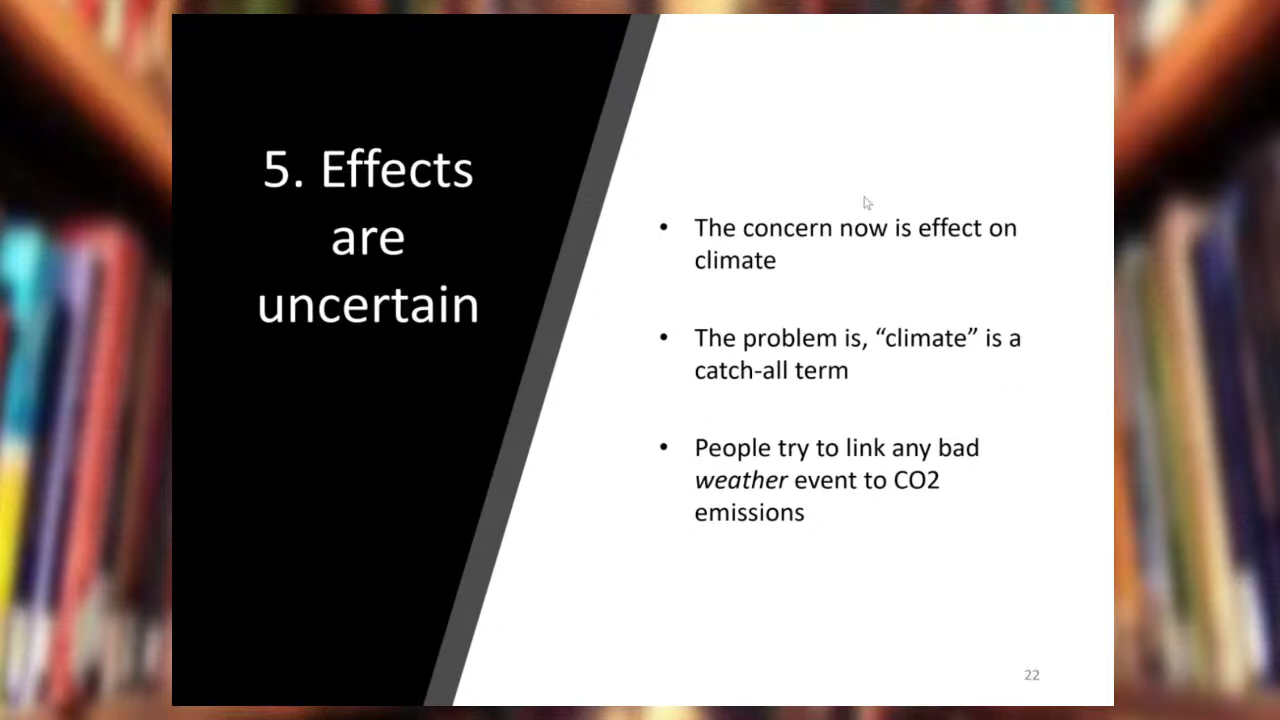 5. Effects
are
uncertain
• The concern now is effect on
climate
• The problem is, “climate” is a
catch-all term
• People try to link any bad
weather event to CO2
emissions
22